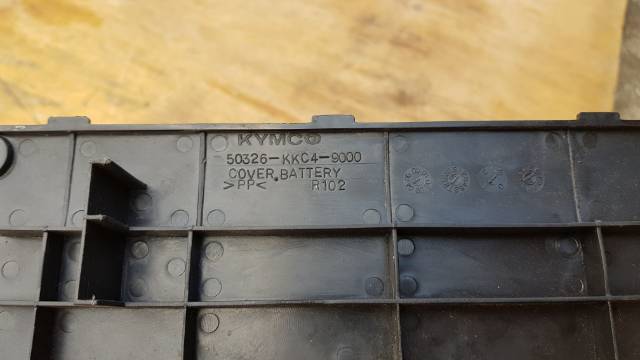 KYMCO
50326-KKC4-9000
COVER,BATTERY
>PP< R102